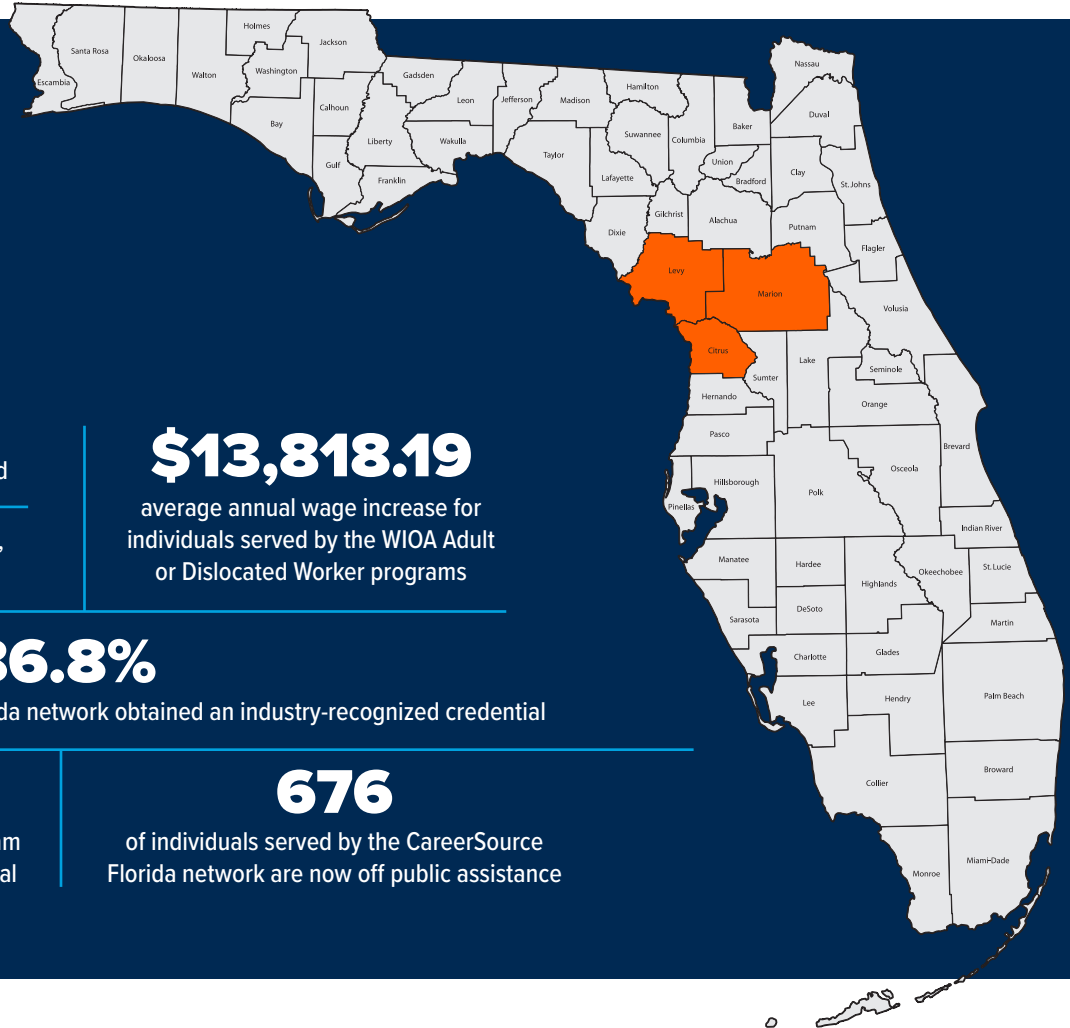 Holmes
Jackson
Santa Rosa
Okaloosa
Walton
Washington
Escambia
Nassau
Gadsden
Leon
Jefferson
Madison
Hamilton
Calhoun
Bay
Duval
Baker
Suwannee
Columbia
Liberty
Wakulla
Taylor
Union
Gulf
Franklin
Lafayette
Bradford
Clay
St. Johns
Gilchrist
Alachua
Dixie
Putnam
Flagler
Levy
Marion
Volusia
Citrus
Lake
Sumter
Seminole
Hernando
Orange
Pasco
Brevard
Osceola
Hillsborough
Polk
Pinellas
Indian River
Manatee
Hardee
Okeechobee
St. Lucie
Highlands
DeSoto
Sarasota
Martin
Charlotte
Glades
Lee
Hendry
Palm Beach
Broward
Collier
Miami-Dade
Monroe
$13,818.19
average annual wage increase for
individuals served by the WIOA Adult
or Dislocated Worker programs
6.8%
network obtained an industry-recognized credential
676
of individuals served by the CareerSource
Florida network are now off public assistance